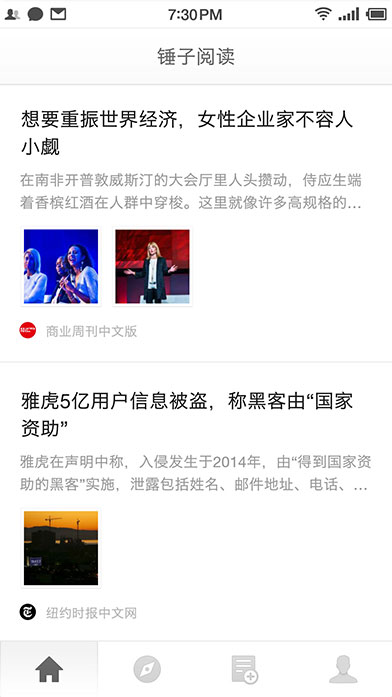 7:30PM
锤子阅读
想要重振世界经济，女性企业家不容人
小觑
在南非开普敦威斯汀的大会厅里人头攒动，侍应生端
着香槟红酒在人群中穿梭。这里就像许多高规格的…
商业周刊中文版
雅虎5亿用户信息被盗，称黑客由“国家
资助”
雅虎在声明中称，入侵发生于2014年，由“得到国家资
助的黑客”实施，泄露包括姓名、邮件地址、电话、…
纽约时报中文网